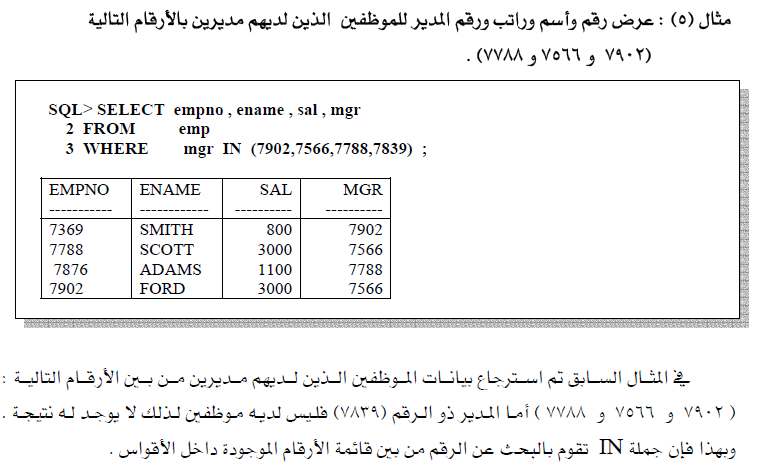 مثال (٥) : عرض رقم وأسم وراتب ورقم المدير للموظفين الذين لديهم مديرين بالأرقام التالية
(٧٩٠٢ و ٧٥٦٦ و ٧٧٨٨) .
SQL> SELECT empno , ename , sal , mgr
2 FROM emp
3 WHERE mgr IN (7902,7566,7788,7839) ;
EMPNO ENAME SAL MGR
----------- ------------ ---------- ----------
7369 SMITH 800 7902
7788 SCOTT 3000 7566
7876 ADAMS 1100 7788
7902 FORD 3000 7566
في المثال السابق تم استرجاع بيانات الموظفين الذين لديهم مديرين من بين الأرقام التالية :
( ٧٩٠٢ و ٧٥٦٦ و ٧٧٨٨ ) أما المدير ذو الرقم (٧٨٣٩) فليس لديه موظفين لذلك لا يوجد له نتيجة .
وبهذا فإن جملة IN تقوم بالبحث عن الرقم من بين قائمة الأرقام الموجودة داخل الأقواس .